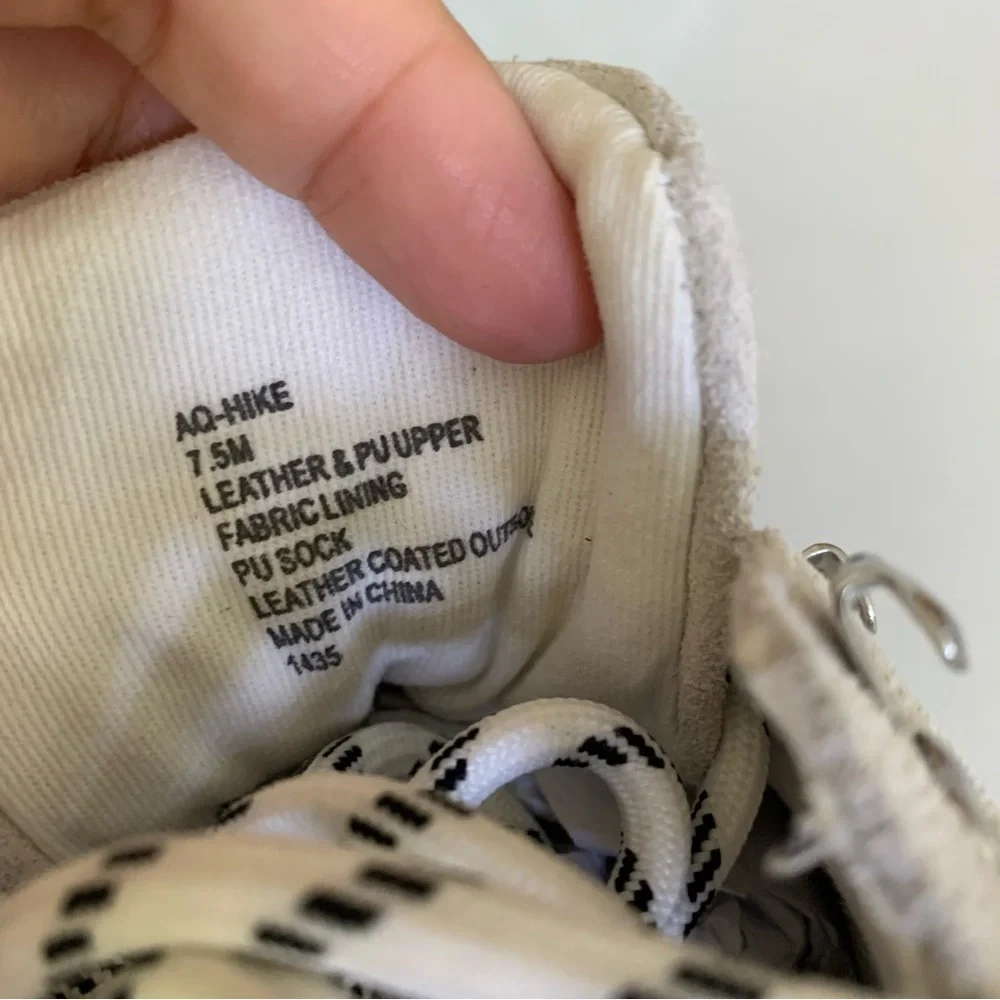 AQ-HIKE
7.5M
LEATHER & PU UPPER
FABRIC LINING
PU SOCK
LEATHER COATED
MADE IN CHINA
1435